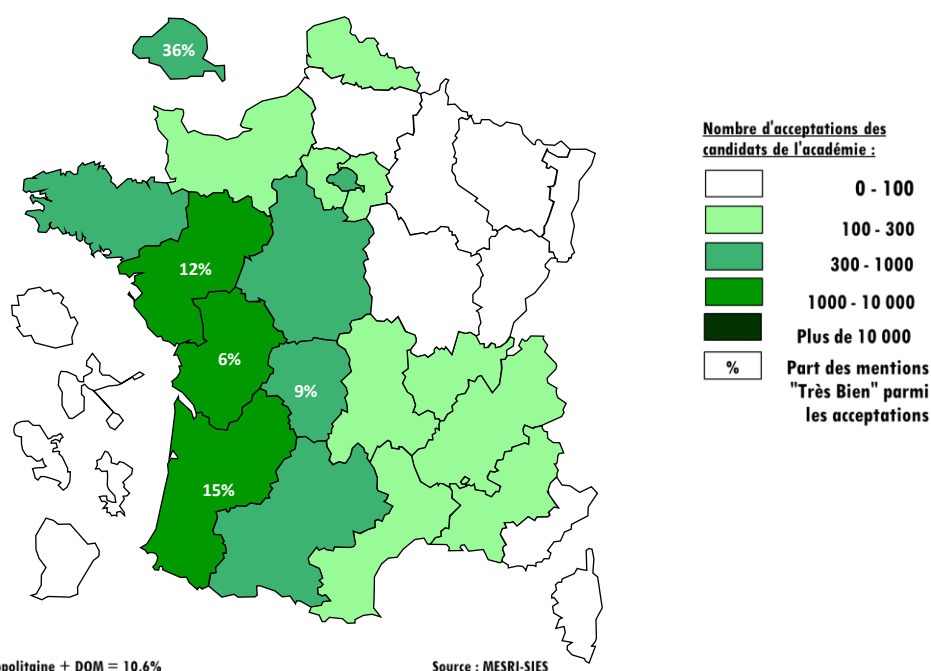 36%
12%
6%
9%
15%
Nombre d'acceptations des
candidats de l'académie :
0 - 100
100 - 300
300 - 1000
1000 - 10 000
Plus de 10 000
%
Part des mentions
"Très Bien" parmi
les acceptations
+ DOM = 10,6%
Source : MESRI-SIES